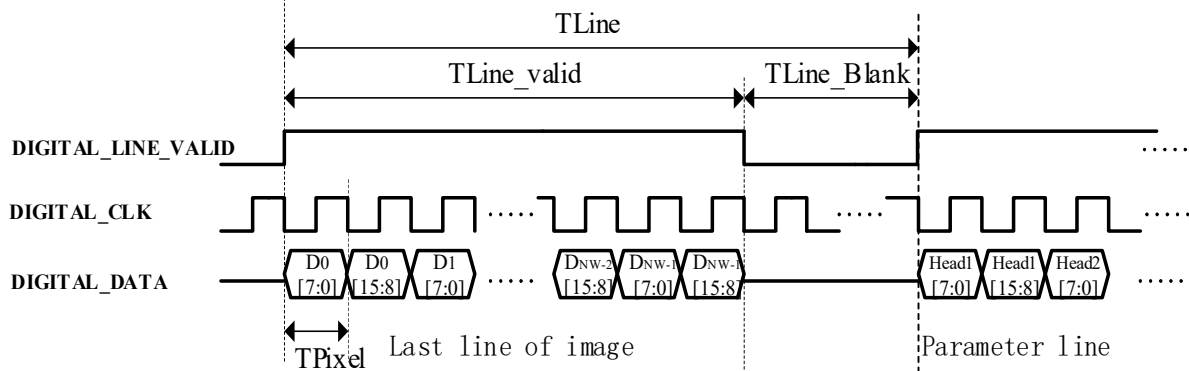 TLine
TLine_valid TLine_Blank
DIGITAL_LINE_VALID ·····
DIGITAL_CLK ····· ····· ·····
D0 D0 D1 DNW-2 DNW-1 DNW-1 Head1 Head1 Head2
DIGITAL_DATA ····· ·····
[7:0] [15:8] [7:0] [15:8] [7:0] [15:8] [7:0] [15:8] [7:0]
TPixel Last line of image Parameter line